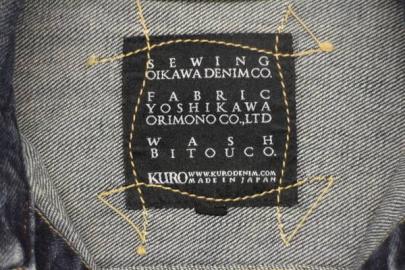 SEWING
OIKAWA DENIM CO.
FABRIC
YOSHIKAWA
ORIMONO CO.,LTD
WASH
BITOU CO.
KURO WWW.KURODENIM.COM
MADE IN JAPAN